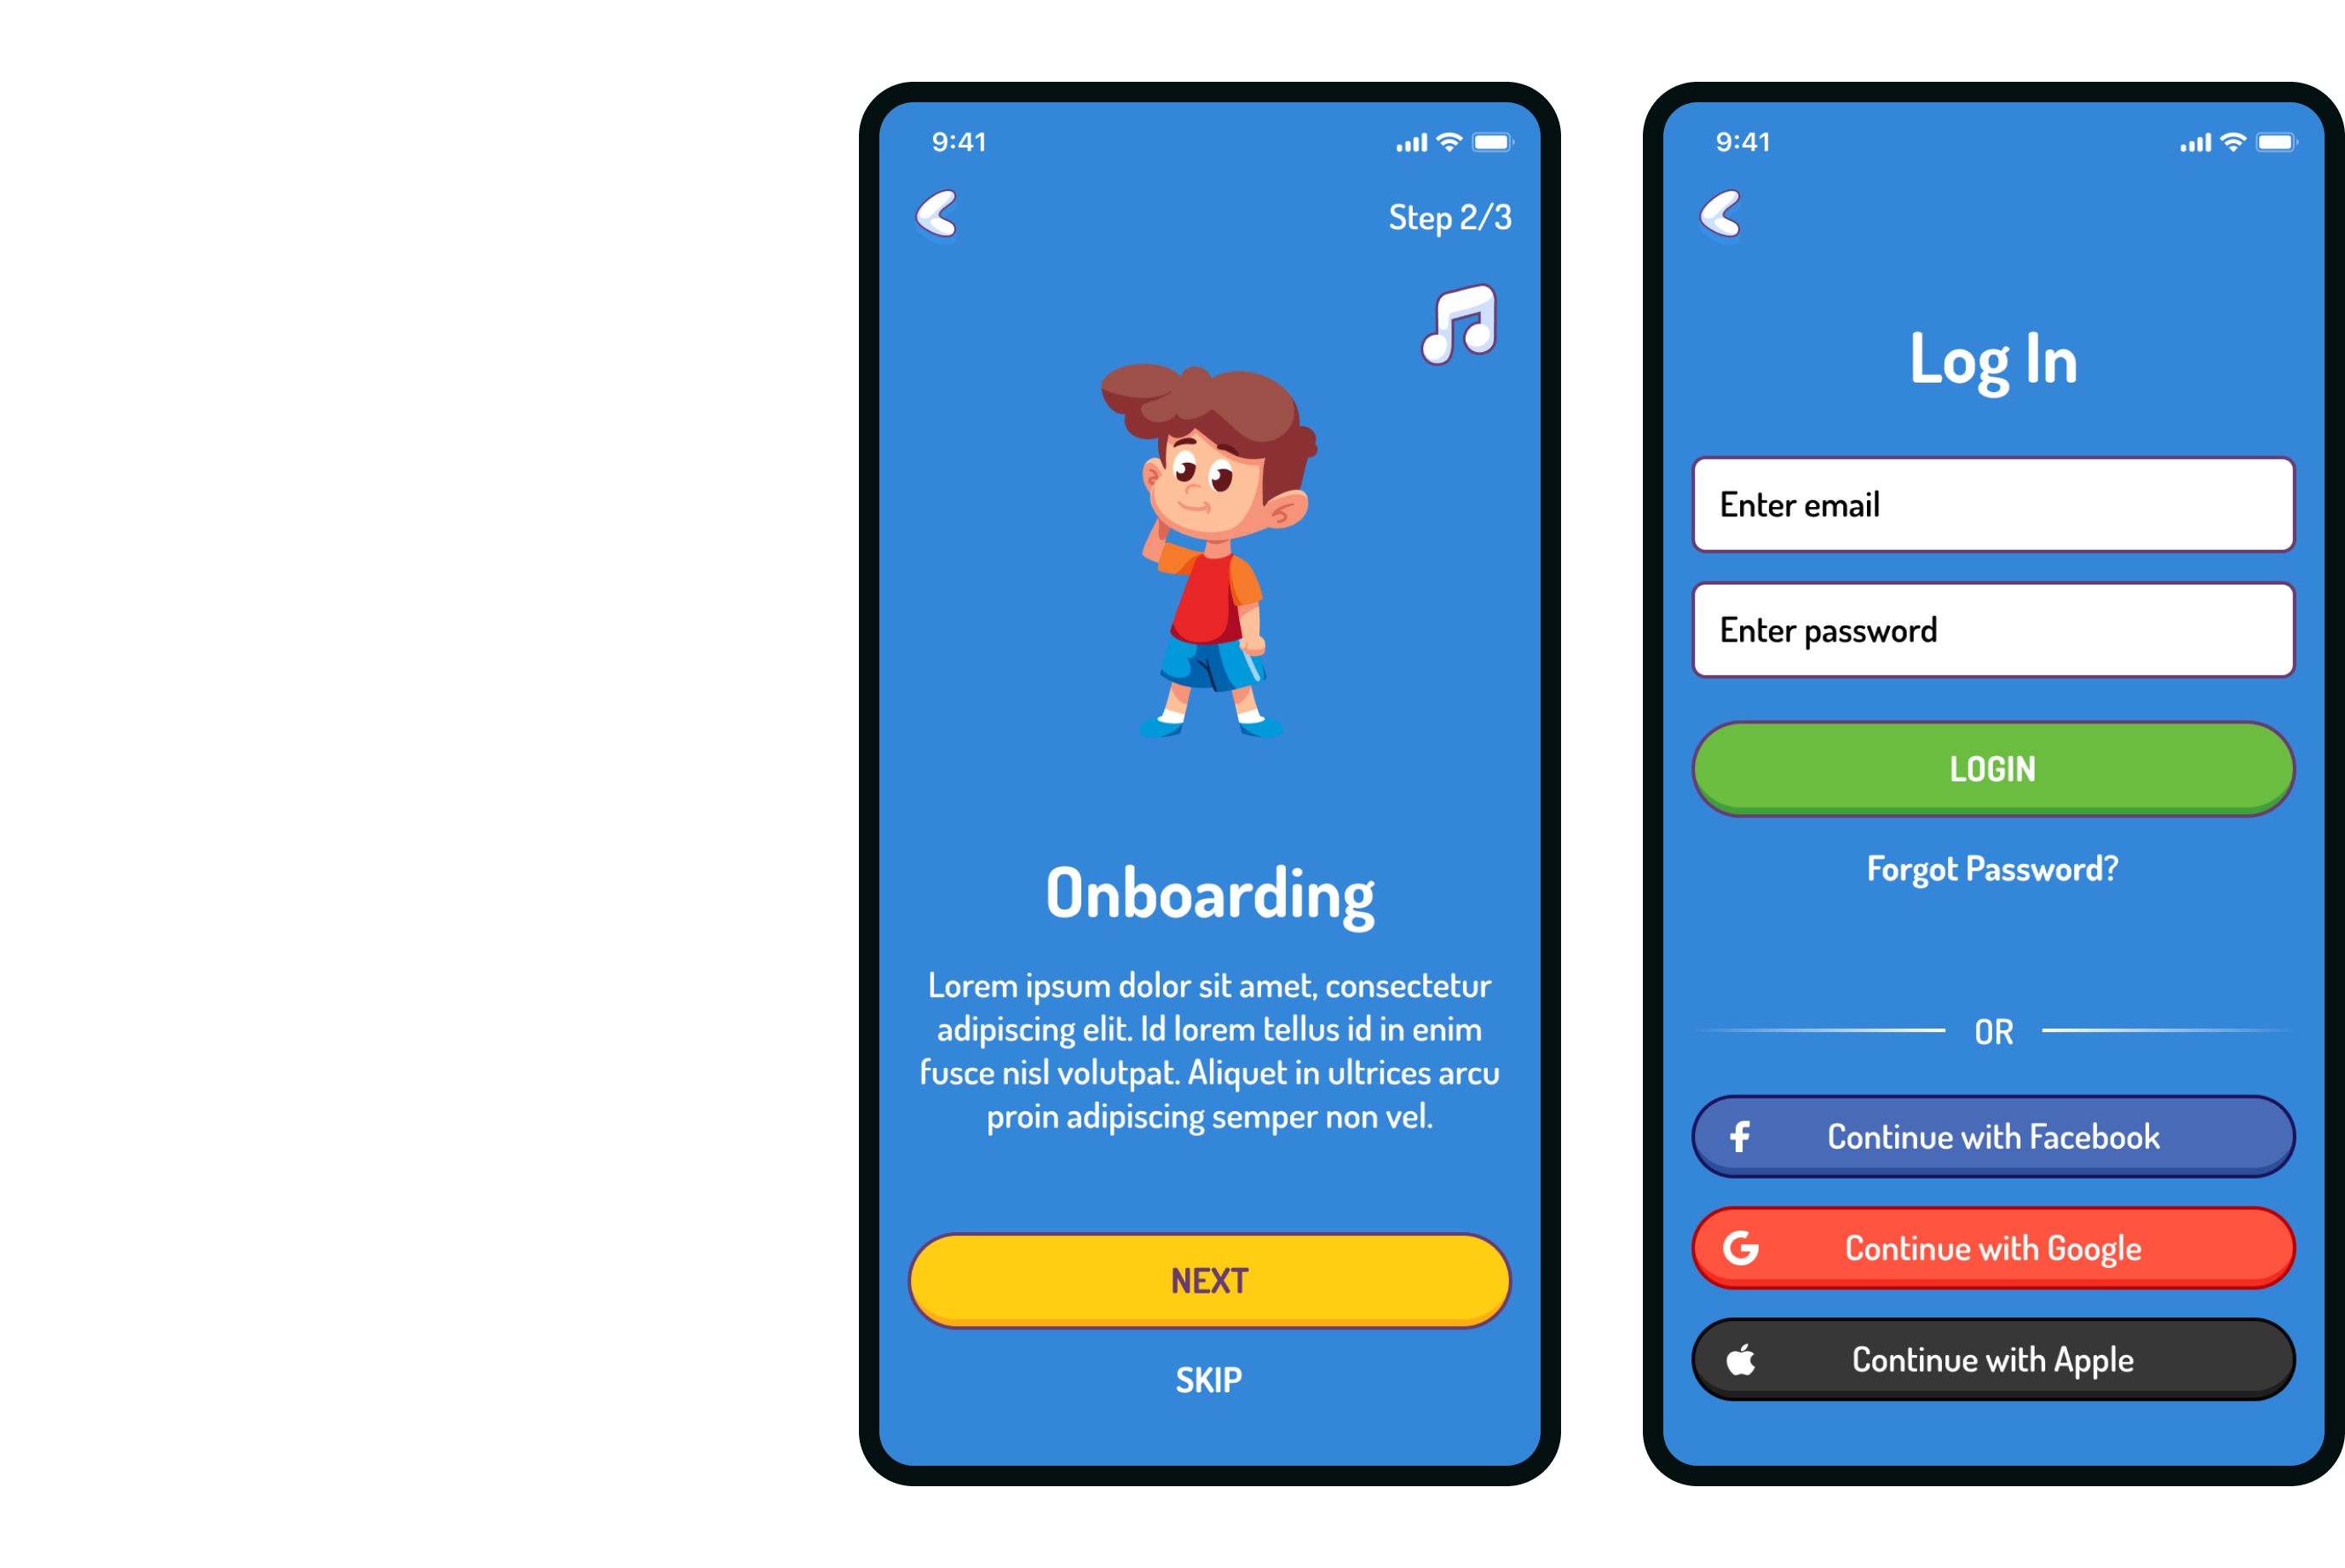 9:41
Step 2/3
Onboarding
Lorem ipsum dolor sit amet, consectetur
adipiscing elit. Id lorem tellus id in enim
fusce nisl volutpat. Aliquet in ultrices arcu
proin adipiscing semper non vel.
NEXT
SKIP
9:41
Log In
Enter email
Enter password
LOGIN
Forgot Password?
OR
Continue with Facebook
Continue with Google
Continue with Apple